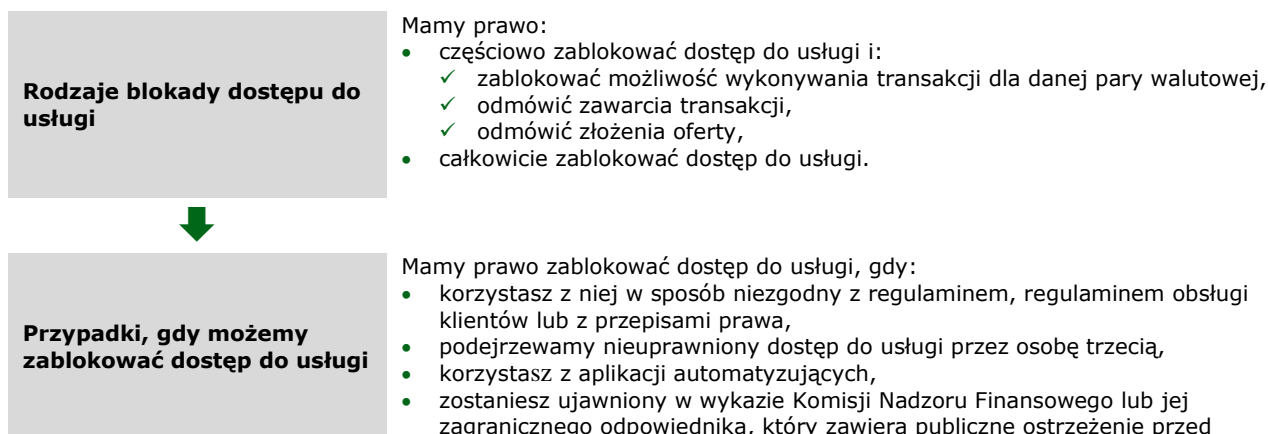 Mamy prawo:
• częściowo zablokować dostęp do usługi i:
✓ zablokować możliwość wykonywania transakcji dla danej pary walutowej,
✓ odmówić zawarcia transakcji,
✓ odmówić złożenia oferty,
• całkowicie zablokować dostęp do usługi.
Rodzaje blokady dostępu do
usługi
Mamy prawo zablokować dostęp do usługi, gdy:
• korzystasz z niej w sposób niezgodny z regulaminem, regulaminem obsługi
klientów lub z przepisami prawa,
• podejrzewamy nieuprawniony dostęp do usługi przez osobę trzecią,
• korzystasz z aplikacji automatyzujących,
• zostaniesz ujawniony w wykazie Komisji Nadzoru Finansowego lub jej
zagranicznego odpowiednika, który zawiera publiczne ostrzeżenie przed
Przypadki, gdy możemy
zablokować dostęp do usługi